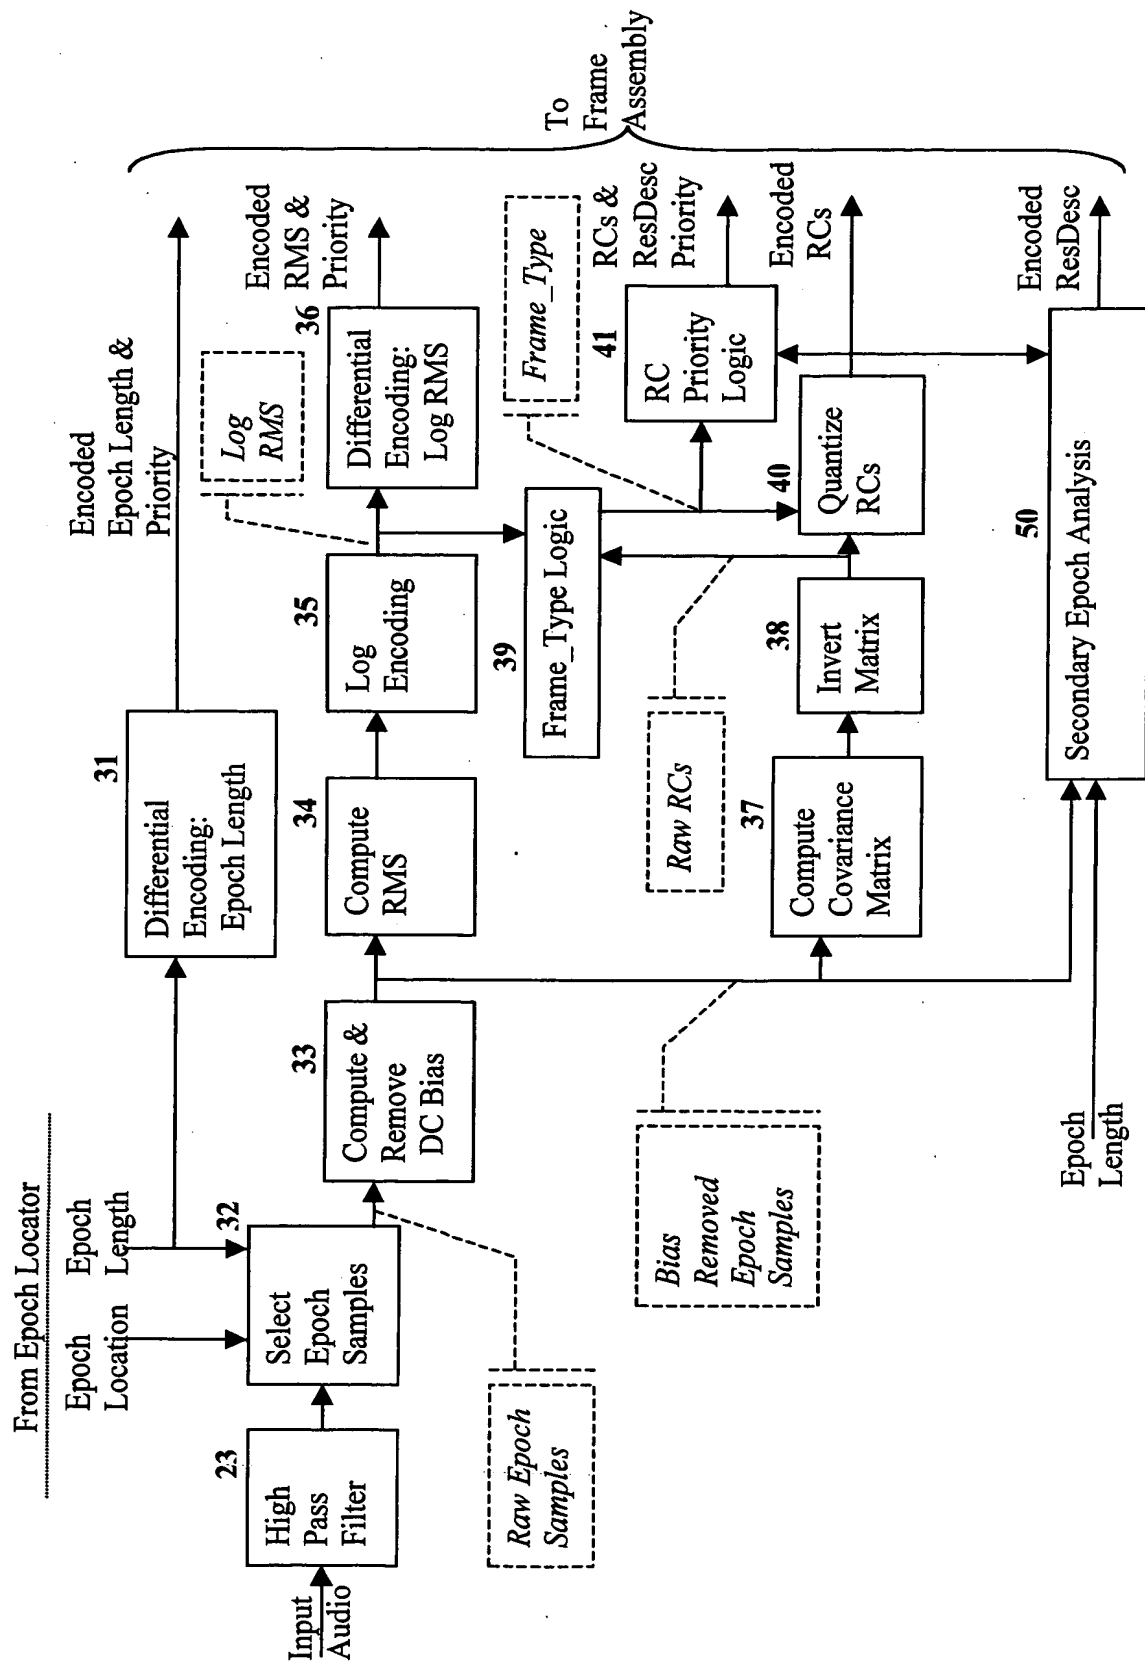 From Epoch Locator
Epoch
Location
Epoch
Length
Input
Audio
23
High
Pass
Filter
32
Select
Epoch
Samples
Raw Epoch
Samples
33
Compute &
Remove
DC Bias
Bias
Removed
Epoch
Samples
31
Differential
Encoding:
Epoch Length
Encoded
Epoch Length &
Priority
34
Compute
RMS
35
Log
Encoding
Log
RMS
36
Differential
Encoding:
Log RMS
Encoded
RMS &
Priority
39
Frame_Type Logic
Frame_Type
Raw RCs
37
Compute
Covariance
Matrix
38
Invert
Matrix
40
Quantize
RCs
41
RC
Priority
Logic
RCs &
ResDesc
Priority
Encoded
RCs
Epoch
Length
50
Secondary Epoch Analysis
Encoded
ResDesc
To
Frame
Assembly